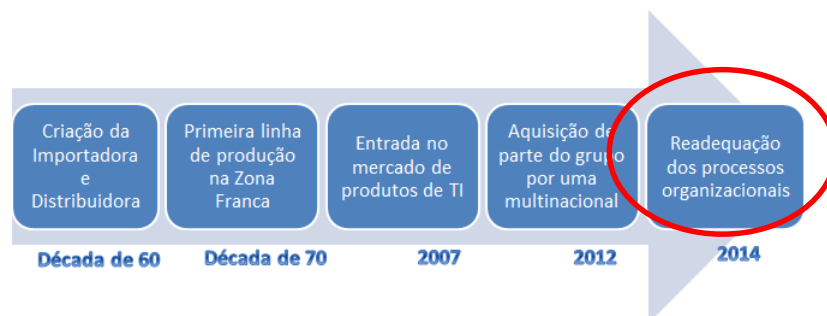 Criação da
Importadora
e
Distribuidora
Primeira linha
de produção
na Zona
Franca
Entrada no
mercado de
produtos de TI
Aquisição de
parte do grupo
por uma
multinacional
Readequação
dos processos
organizacionais
Década de 60
Década de 70
2007
2012
2014